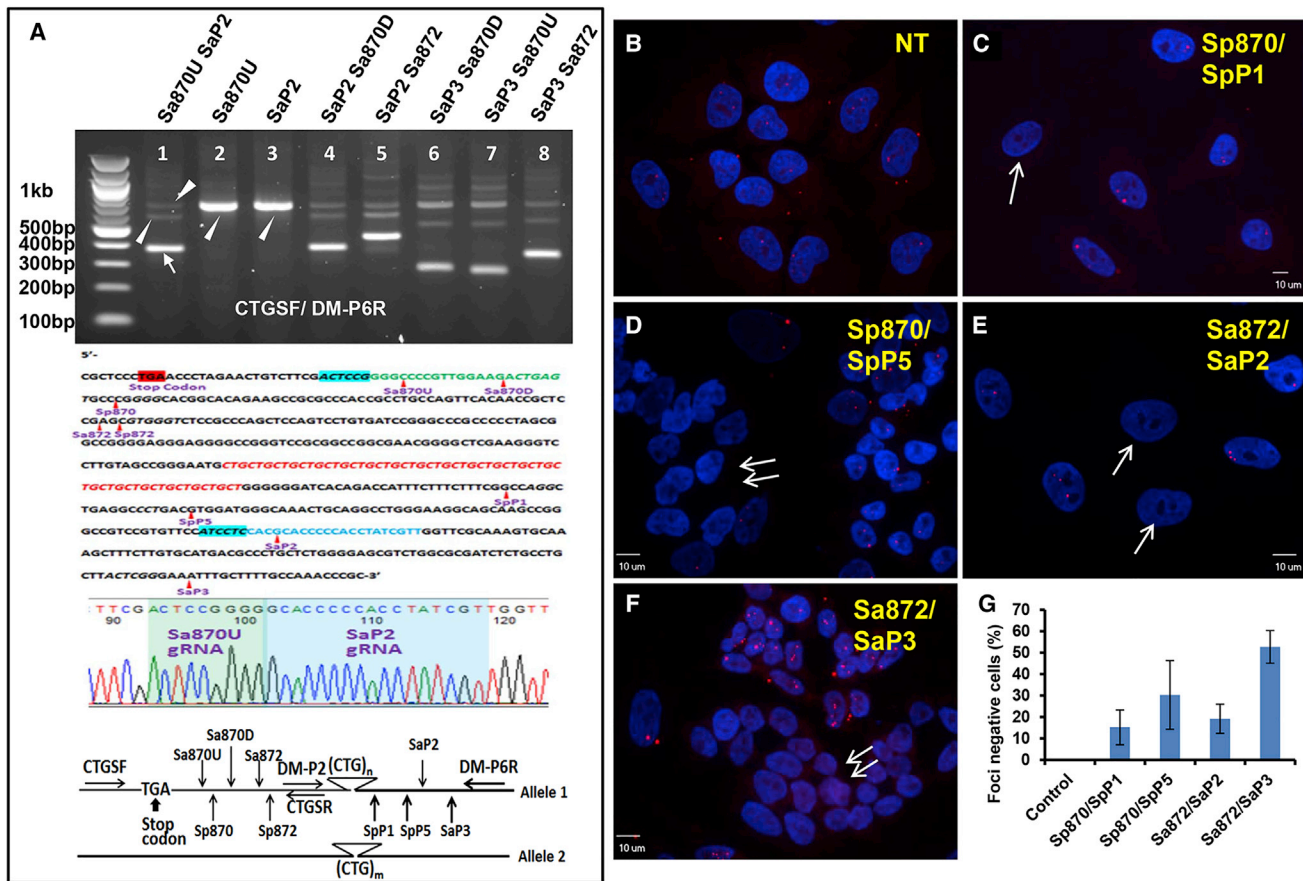 A
Sa870U SaP2
Sa870U
SaP2
SaP2 Sa870D
SaP2 Sa872
SaP3 Sa870D
SaP3 Sa870U
SaP3 Sa872
1 2 3 4 5 6 7 8
1kb
500bp
400bp
300bp
200bp
100bp
CTGSF/ DM-P6R
5'-
CGCTCCCTGAACCCTAGAACTGTCTTCGACTCCGGGGCCCCGTTGGAAGACTGAG
Stop Codon Sa870U Sa870D
TGCCCGGGGCACGGCACAGAAGCCGCGCCCACCGCCTGCCAGTTCACAACCGCTC
Sp870
CGAGCGTGGGTCTCCGCCCAGCTCCAGTCCTGTGATCCGGGCCCGCCCCCTAGCG
Sa872 Sp872
GCCGGGGAGGGAGGGGCCGGGTCCGCGGCCGGCGAACGGGGCTCGAAGGGTC
CTTGTAGCCGGGAATGCTGCTGCTGCTGCTGCTGCTGCTGCTGCTGCTGCTGCTGC
TGCTGCTGCTGCTGCTGCTGGGGGGATCACAGACCATTTCTTTCTTTCGGCCAGGC
SpP1
TGAGGCCCTGACGTGGATGGGCAAACTGCAGGCCTGGGAAGGCAGCAAGCCGG
SpP5
GCCGTCCGTGTTCCATCCTCCACGCACCCCCACCTATCGTTGGTTCGCAAAGTGCAA
SaP2
AGCTTTCTTGTGCATGACGCCCTGCTCTGGGGAGCGTCTGGCGCGATCTCTGCCTG
CTTACTCGGGAAATTTGCTTTTGCCAAACCCGC-3'
SaP3
CTTCGACTCCGGGGGCACCCCCACCTATCGTTGGTT
90 100 110 120
Sa870U gRNA
SaP2 gRNA
CTGSF
Sa870U
Sa870D
Sa872
DM-P2
(CTG)n
SaP2
DM-P6R
TGA
CTGSR
Allele 1
Stop codon
Sp870
Sp872
SpP1
SpP5
SaP3
Allele 2
(CTG)m
B
NT
C
Sp870/
SpP1
10 um
D
Sp870/
SpP5
10 um
E
Sa872/
SaP2
10 um
F
Sa872/
SaP3
10 um
G
Foci negative cells (%)
70
60
50
40
30
20
10
0
Control
Sp870/SpP1
Sp870/SpP5
Sa872/SaP2
Sa872/SaP3